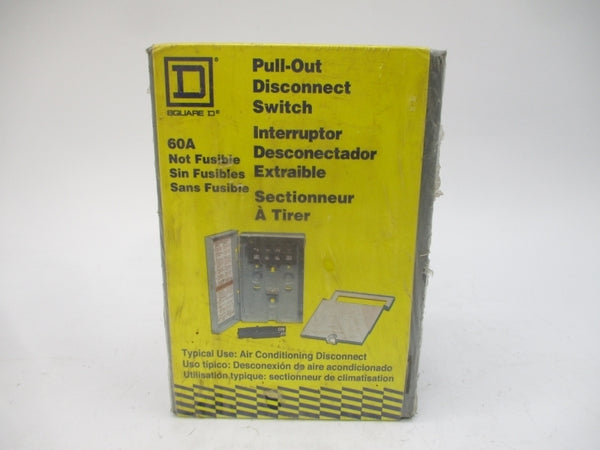 D
SQUARE D®
Pull-Out
Disconnect
Switch
60A
Not Fusible
Sin Fusibles
Sans Fusible
Interruptor
Desconectador
Extraible
Sectionneur
À Tirer
Typical Use: Air Conditioning Disconnect
Uso típico: Desconexión de aire acondicionado
Utilisation typique: sectionneur de climatisation